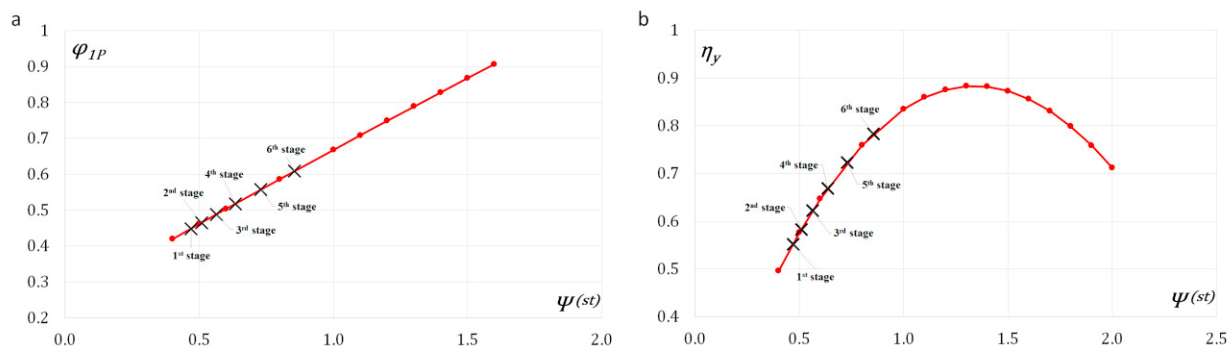 a
1
φ1P
0.9
0.8
0.7
6th stage
0.6
4th stage
2nd stage
0.5
5th stage
3rd stage
0.4
1st stage
0.3
Ψ(st)
0.2
0.0
0.5
1.0
1.5
2.0
b
1
ηy
0.9
6th stage
0.8
4th stage
0.7
5th stage
2nd stage
0.6
3rd stage
1st stage
0.5
Ψ(st)
0.4
0.0
0.5
1.0
1.5
2.0
2.5